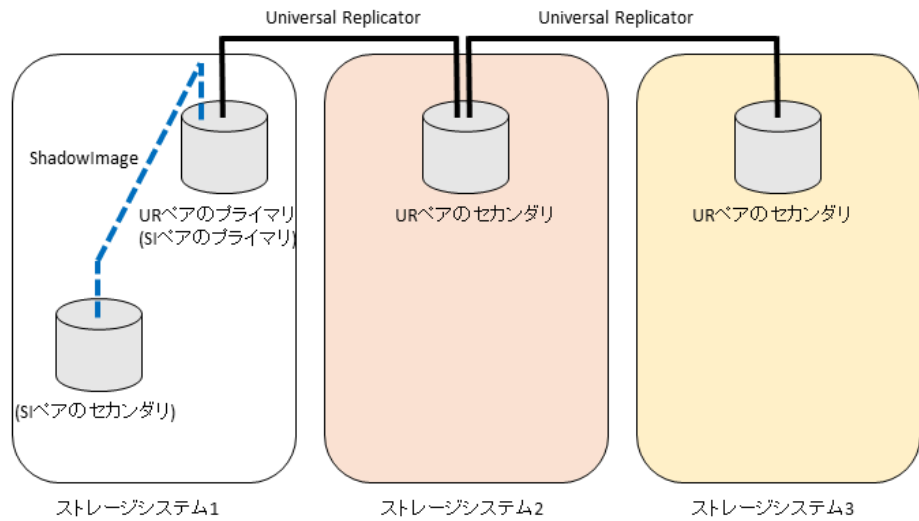 Universal Replicator
Universal Replicator
ShadowImage
URペアのプライマリ
(SIペアのプライマリ)
URペアのセカンダリ
URペアのセカンダリ
(SIペアのセカンダリ)
ストレージシステム1
ストレージシステム2
ストレージシステム3